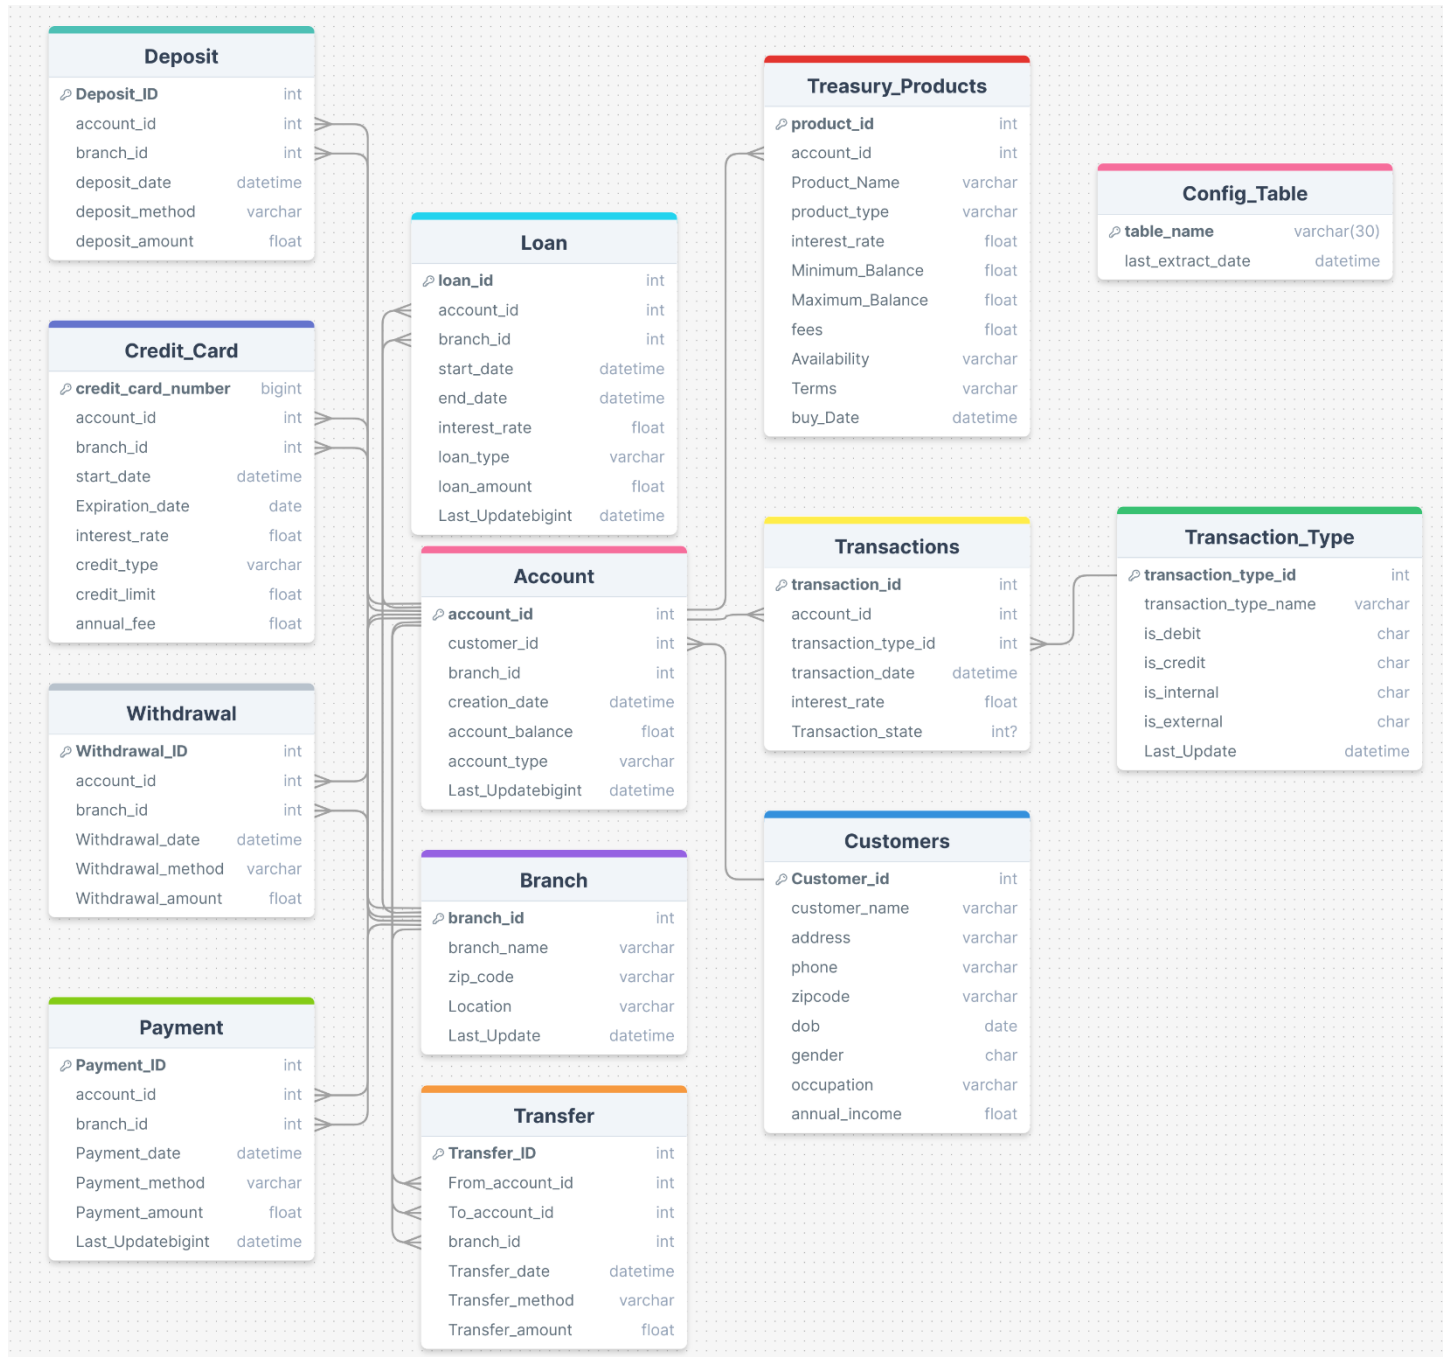 Deposit
Deposit_ID int
account_id int
branch_id int
deposit_date datetime
deposit_method varchar
deposit_amount float
Credit_Card
credit_card_number bigint
account_id int
branch_id int
start_date datetime
Expiration_date date
interest_rate float
credit_type varchar
credit_limit float
annual_fee float
Withdrawal
Withdrawal_ID int
account_id int
branch_id int
Withdrawal_date datetime
Withdrawal_method varchar
Withdrawal_amount float
Payment
Payment_ID int
account_id int
branch_id int
Payment_date datetime
Payment_method varchar
Payment_amount float
Last_Updatebigint datetime
Loan
loan_id int
account_id int
branch_id int
start_date datetime
end_date datetime
interest_rate float
loan_type varchar
loan_amount float
Last_Updatebigint datetime
Account
account_id int
customer_id int
branch_id int
creation_date datetime
account_balance float
account_type varchar
Last_Updatebigint datetime
Branch
branch_id int
branch_name varchar
zip_code varchar
Location varchar
Last_Update datetime
Transfer
Transfer_ID int
From_account_id int
To_account_id int
branch_id int
Transfer_date datetime
Transfer_method varchar
Transfer_amount float
Treasury_Products
product_id int
account_id int
Product_Name varchar
product_type varchar
interest_rate float
Minimum_Balance float
Maximum_Balance float
fees float
Availability varchar
Terms varchar
buy_Date datetime
Transactions
transaction_id int
account_id int
transaction_type_id int
transaction_date datetime
interest_rate float
Transaction_state int?
Customers
Customer_id int
customer_name varchar
address varchar
phone varchar
zipcode varchar
dob date
gender char
occupation varchar
annual_income float
Config_Table
table_name varchar(30)
last_extract_date datetime
Transaction_Type
transaction_type_id int
transaction_type_name varchar
is_debit char
is_credit char
is_internal char
is_external char
Last_Update datetime